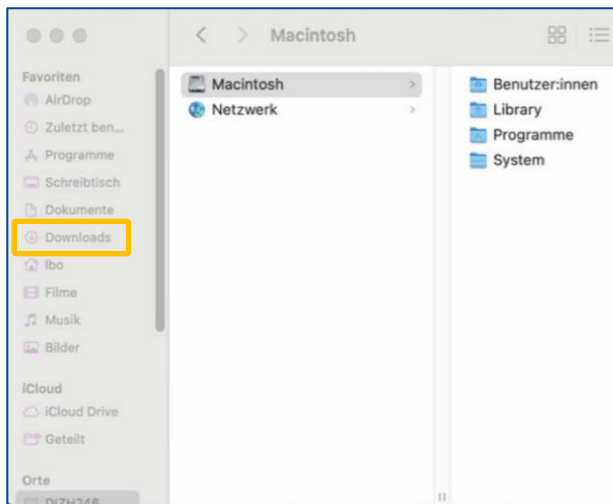 Macintosh
Favoriten
AirDrop
Zuletzt ben...
Programme
Schreibtisch
Dokumente
Downloads
Ibo
Filme
Musik
Bilder
iCloud
iCloud Drive
Geteilt
Orte
DIZH246
Macintosh
Netzwerk
Benutzer:innen
Library
Programme
System